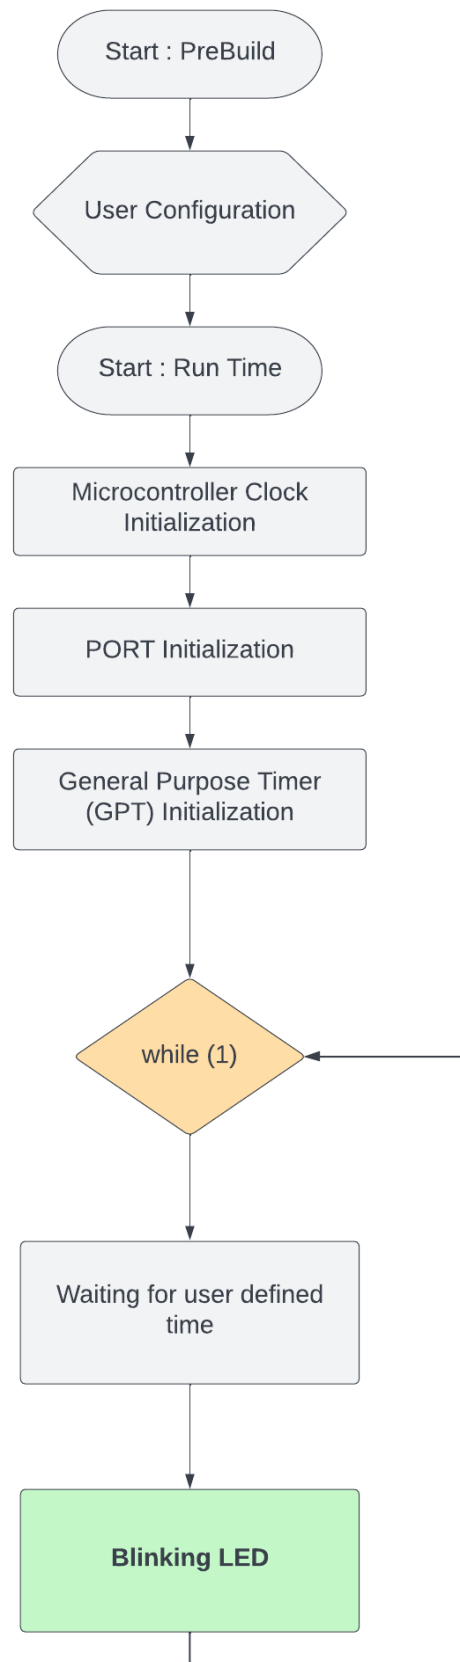 Start : PreBuild
User Configuration
Start : Run Time
Microcontroller Clock
Initialization
PORT Initialization
General Purpose Timer
(GPT) Initialization
while (1)
Waiting for user defined
time
Blinking LED